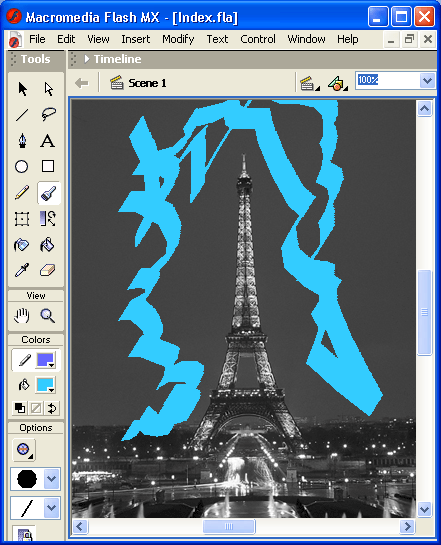 Macromedia Flash MX - [Index.fla]
File Edit View Insert Modify Text Control Window Help
Tools
Timeline
Scene 1
100%
A
View
Colors
Options